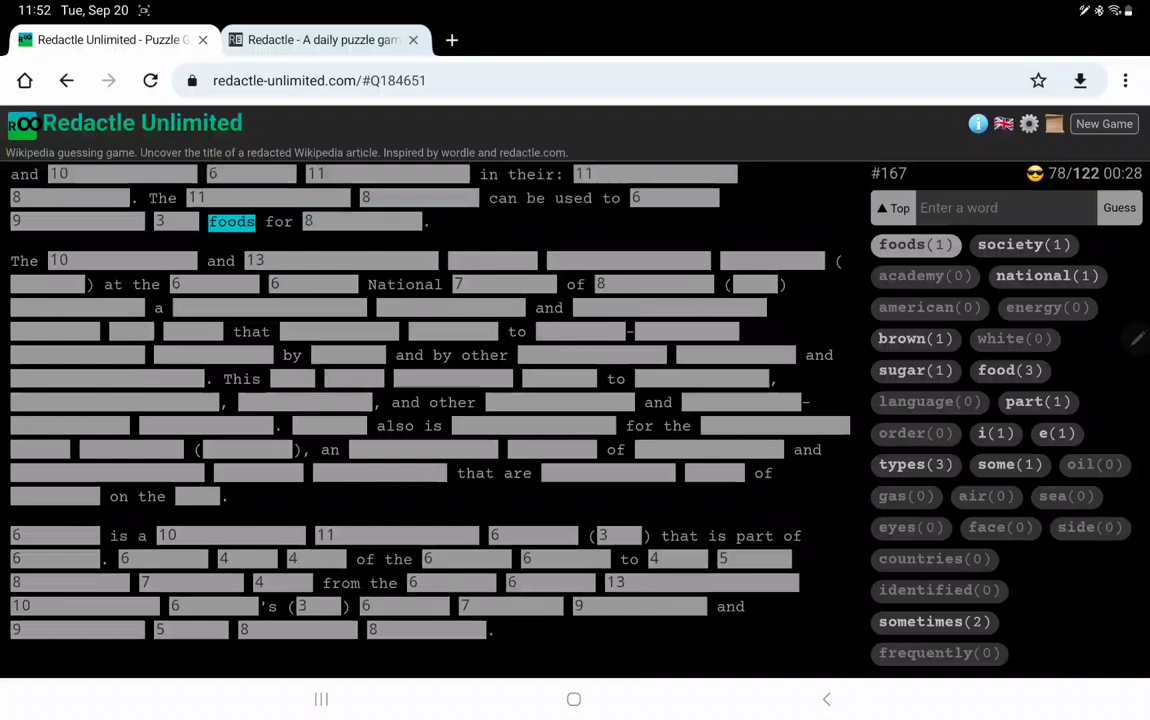 11:52 Tue, Sep 20
Redactle Unlimited - Puzzle G
Redactle - A daily puzzle gam
redactle-unlimited.com/#Q184651
Redactle Unlimited
New Game
Wikipedia guessing game. Uncover the title of a redacted Wikipedia article. Inspired by wordle and redactle.com.
and 10 6 11 in their: 11
8 . The 11 8 can be used to 6
9 3 foods for 8 .
The 10 and 13 (
) at the 6 6 National 7 of 8 ( )
a and
that to -
by and by other and
. This to ,
, , and other and -
. also is for the
( ), an of and
that are of
on the .
6 is a 10 11 6 (3 ) that is part of
6 . 6 4 4 of the 6 6 to 4 5
8 7 4 from the 6 6 13
10 6 's (3 ) 6 7 9 and
9 5 8 8 .
#167 78/122 00:28
Top Enter a word Guess
foods(1) society(1)
academy(0) national(1)
american(0) energy(0)
brown(1) white(0)
sugar(1) food(3)
language(0) part(1)
order(0) i(1) e(1)
types(3) some(1) oil(0)
gas(0) air(0) sea(0)
eyes(0) face(0) side(0)
countries(0)
identified(0)
sometimes(2)
frequently(0)